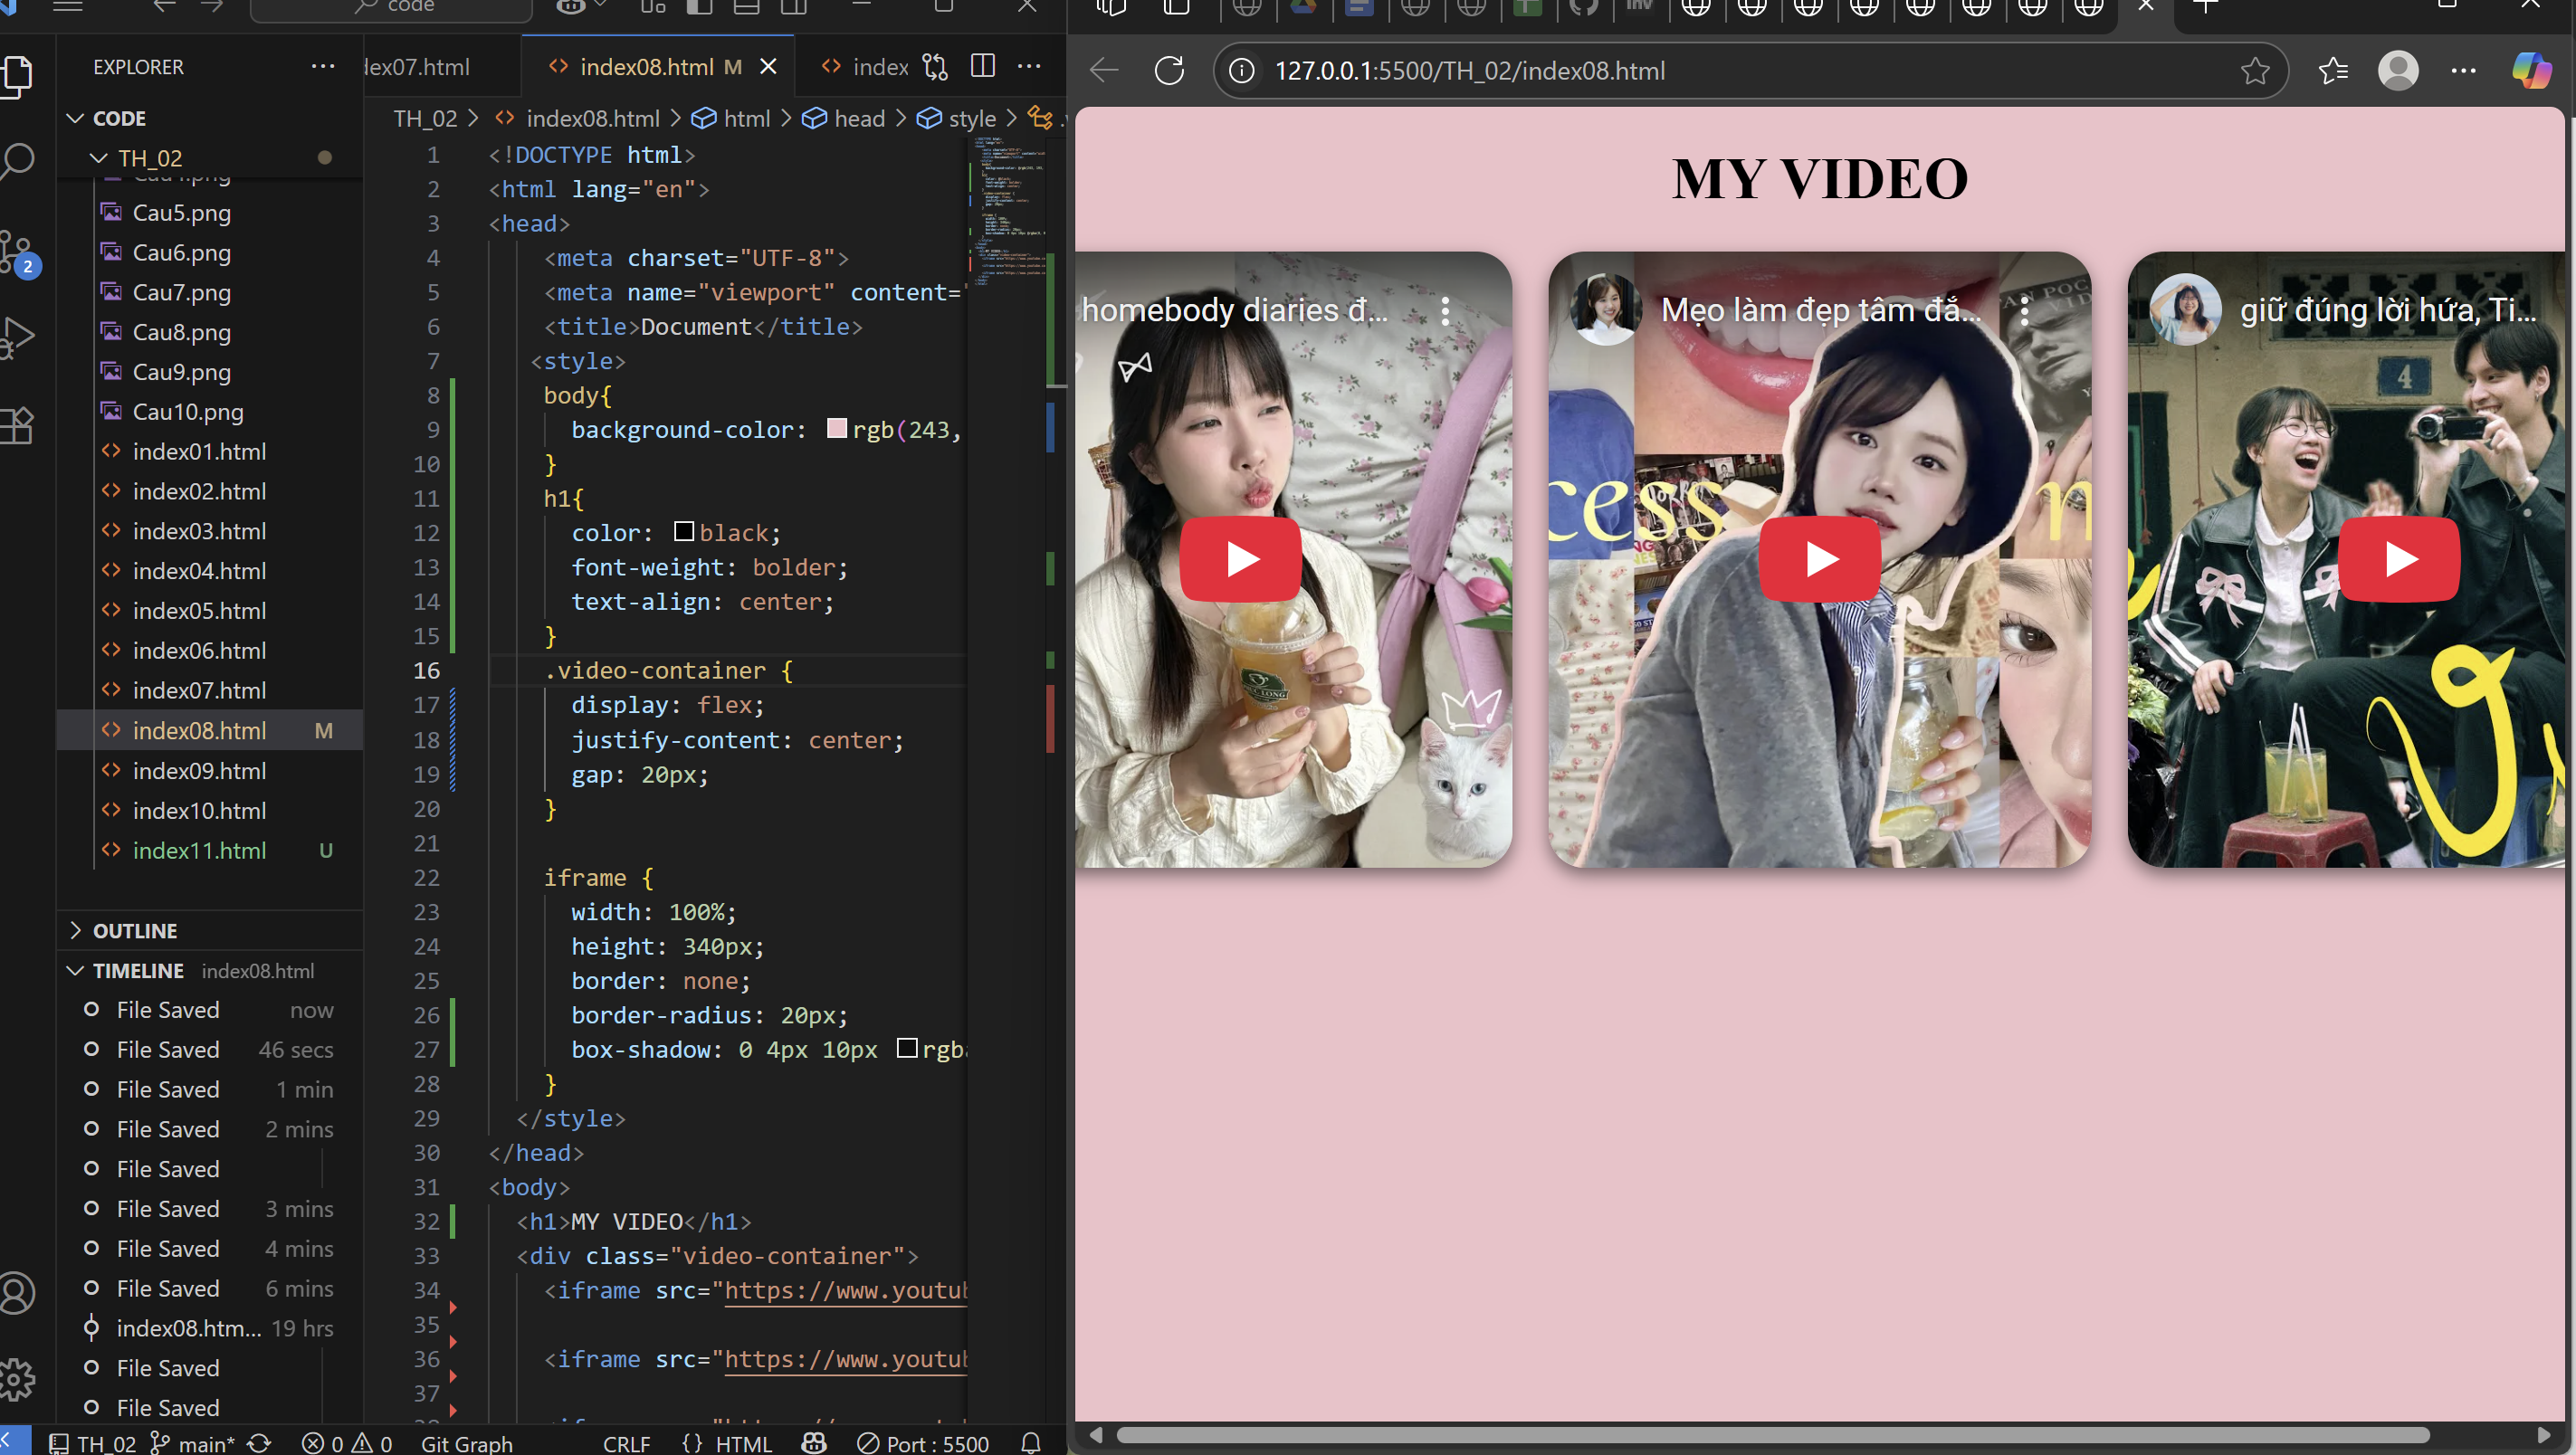 code
EXPLORER
CODE
TH_02
Cau5.png
Cau6.png
Cau7.png
Cau8.png
Cau9.png
Cau10.png
index01.html
index02.html
index03.html
index04.html
index05.html
index06.html
index07.html
index08.html M
index09.html
index10.html
index11.html U
OUTLINE
TIMELINE index08.html
File Saved now
File Saved 46 secs
File Saved 1 min
File Saved 2 mins
File Saved
File Saved 3 mins
File Saved 4 mins
File Saved 6 mins
index08.htm... 19 hrs
File Saved
File Saved
dex07.html index08.html M index
TH_02 > index08.html > html > head > style >
1 <!DOCTYPE html>
2 <html lang="en">
3 <head>
4 <meta charset="UTF-8">
5 <meta name="viewport" content="
6 <title>Document</title>
7 <style>
8 body{
9 background-color: rgb(243,
10 }
11 h1{
12 color: black;
13 font-weight: bolder;
14 text-align: center;
15 }
16 .video-container {
17 display: flex;
18 justify-content: center;
19 gap: 20px;
20 }
21
22 iframe {
23 width: 100%;
24 height: 340px;
25 border: none;
26 border-radius: 20px;
27 box-shadow: 0 4px 10px rgba
28 }
29 </style>
30 </head>
31 <body>
32 <h1>MY VIDEO</h1>
33 <div class="video-container">
34 <iframe src="https://www.youtub
35
36 <iframe src="https://www.youtub
37
TH_02 main* 0 0 Git Graph CRLF {} HTML Port : 5500
127.0.0.1:5500/TH_02/index08.html
MY VIDEO
homebody diaries đ...
Mẹo làm đẹp tâm đắ...
giữ đúng lời hứa, Ti...
cess
4